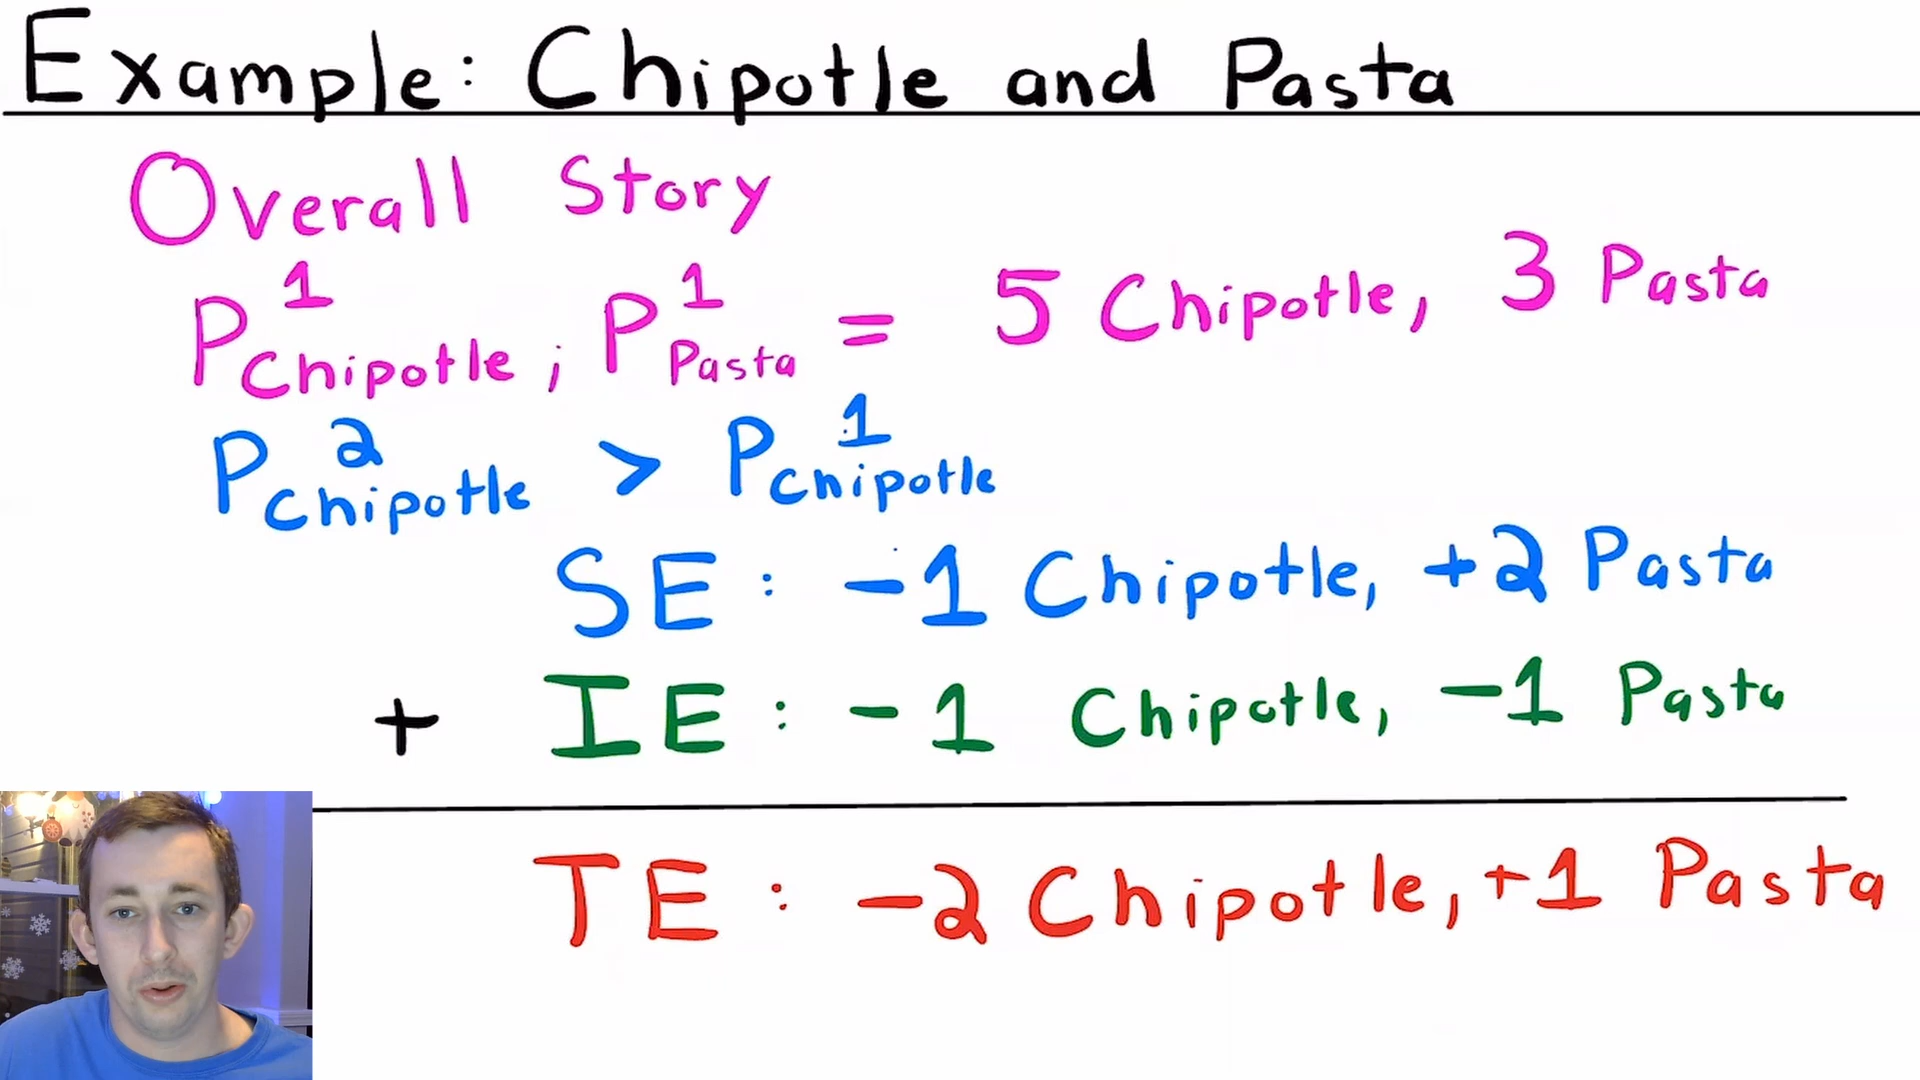 Example: Chipotle and Pasta
Overall Story
P¹Chipotle; P¹Pasta = 5 Chipotle, 3 Pasta
P²Chipotle > P¹Chipotle
SE: -1 Chipotle, +2 Pasta
+ IE: -1 Chipotle, -1 Pasta
TE: -2 Chipotle, +1 Pasta